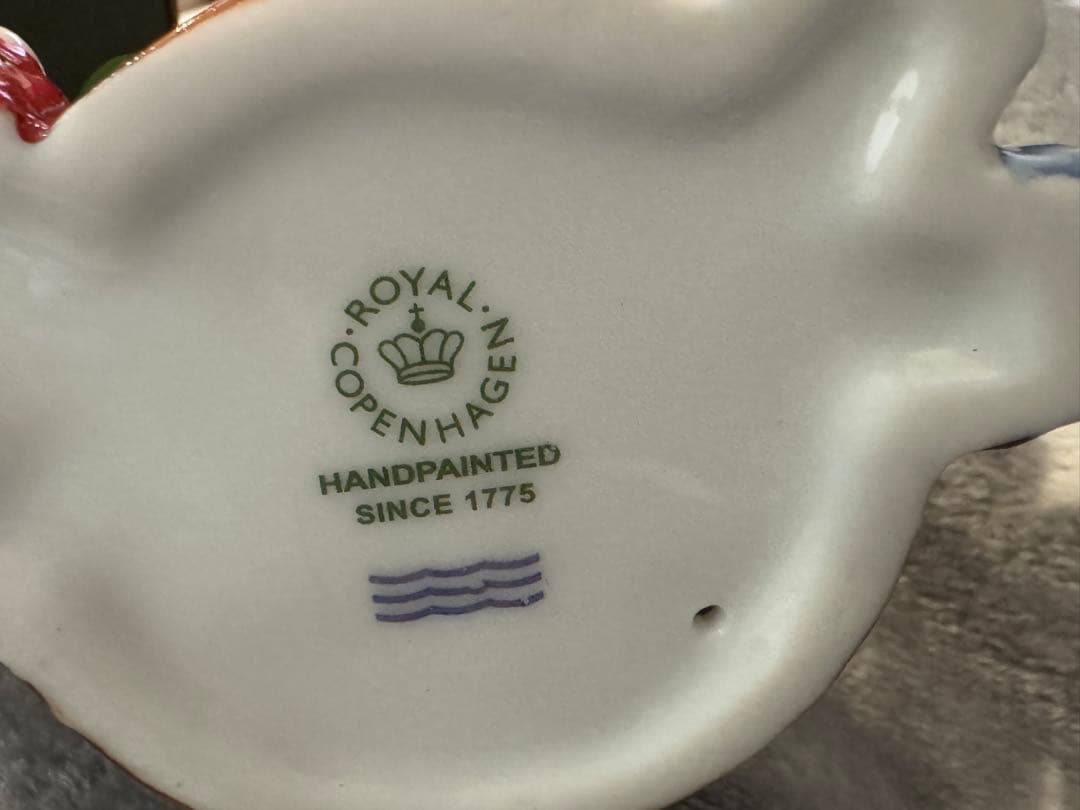 ROYAL · COPENHAGEN ·
HANDPAINTED
SINCE 1775